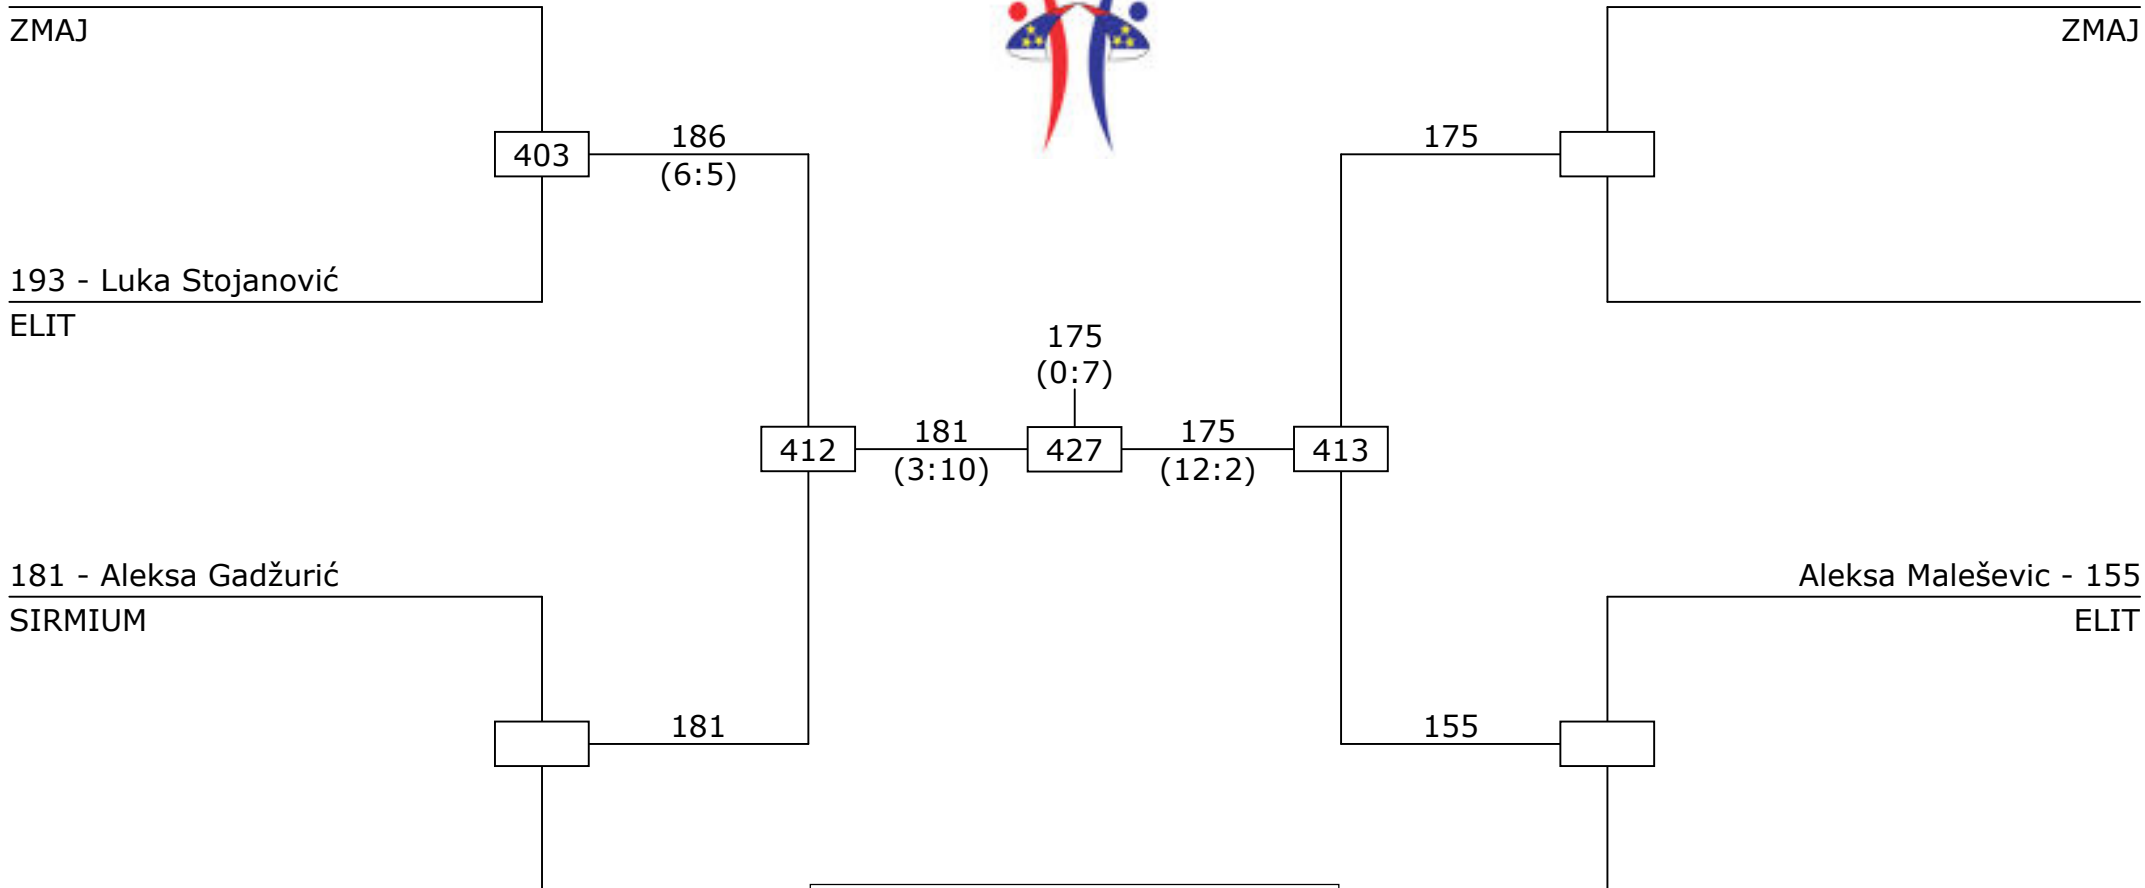 ZMAJ
ZMAJ
186
175
403
(6:5)
193 - Luka Stojanović
ELIT
175
(0:7)
181
175
412
427
413
(3:10)
(12:2)
181 - Aleksa Gadžurić
Aleksa Maleševic - 155
SIRMIUM
ELIT
181
155